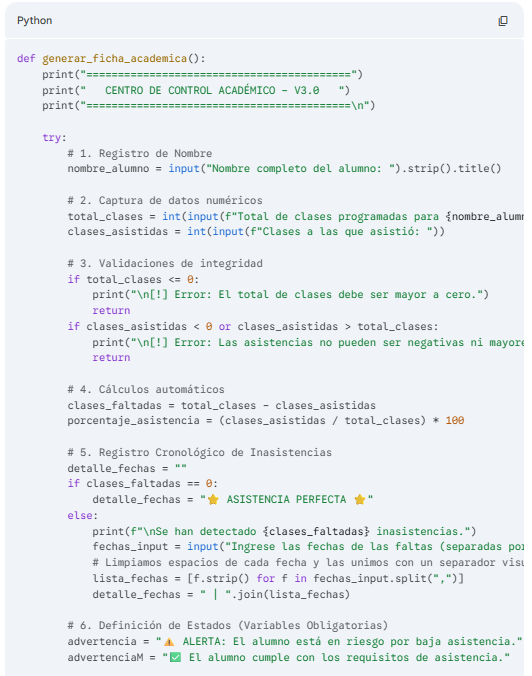 Python
def generar_ficha_academica():
    print("==========================================")
    print("   CENTRO DE CONTROL ACADÉMICO - V3.0   ")
    print("==========================================\n")
    try:
        # 1. Registro de Nombre
        nombre_alumno = input("Nombre completo del alumno: ").strip().title()
        # 2. Captura de datos numéricos
        total_clases = int(input(f"Total de clases programadas para {nombre_alumn
        clases_asistidas = int(input(f"Clases a las que asistió: "))
        # 3. Validaciones de integridad
        if total_clases <= 0:
            print("\n[!] Error: El total de clases debe ser mayor a cero.")
            return
        if clases_asistidas < 0 or clases_asistidas > total_clases:
            print("\n[!] Error: Las asistencias no pueden ser negativas ni mayore
            return
        # 4. Cálculos automáticos
        clases_faltadas = total_clases - clases_asistidas
        porcentaje_asistencia = (clases_asistidas / total_clases) * 100
        # 5. Registro Cronológico de Inasistencias
        detalle_fechas = ""
        if clases_faltadas == 0:
            detalle_fechas = "⭐ ASISTENCIA PERFECTA ⭐"
        else:
            print(f"\nSe han detectado {clases_faltadas} inasistencias.")
            fechas_input = input("Ingrese las fechas de las faltas (separadas por
            # Limpiamos espacios de cada fecha y las unimos con un separador visu
            lista_fechas = [f.strip() for f in fechas_input.split(",")]
            detalle_fechas = " | ".join(lista_fechas)
        # 6. Definición de Estados (Variables Obligatorias)
        advertencia = "⚠️ ALERTA: El alumno está en riesgo por baja asistencia."
        advertenciaM = "✅ El alumno cumple con los requisitos de asistencia."